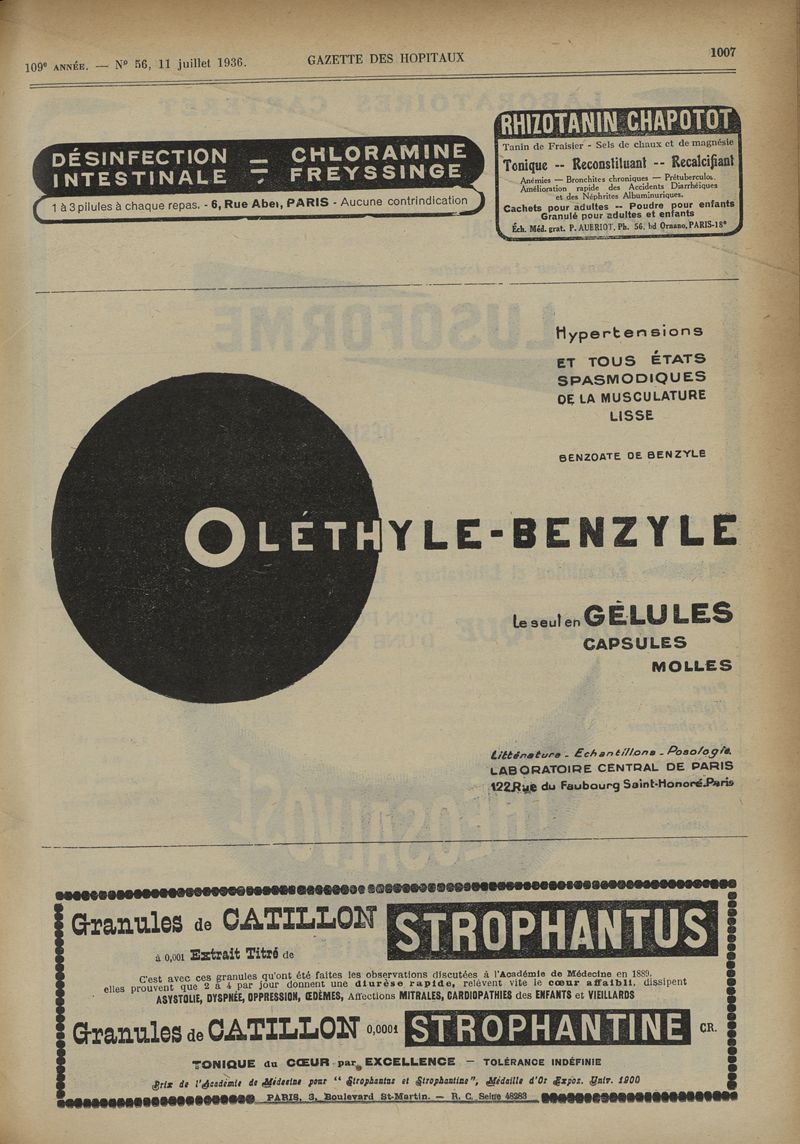 109e ANNÉE. — No 56, 11 juillet 1936.
GAZETTE DES HOPITAUX
1007
DÉSINFECTION — CHLORAMINE
INTESTINALE FREYSSINGE
1 à 3 pilules à chaque repas. - 6, Rue Abel, PARIS - Aucune contrindication
RHIZOTANIN CHAPOTOT
Tanin de Fraisier - Sels de chaux et de magnésie
Tonique -- Reconstituant -- Recalcifiant
Anémies — Bronchites chroniques — Prétuberculos.
Amélioration rapide des Accidents Diarrhéiques
et des Néphrites Albuminuriques.
Cachets pour adultes — Poudre pour enfants
Granulé pour adultes et enfants
Éch. Méd. grat. P. AUBRIOT, Ph. 56, bd Ornano, PARIS-18e
Hypertensions
ET TOUS ÉTATS
SPASMODIQUES
DE LA MUSCULATURE
LISSE
BENZOATE DE BENZYLE
OLÉTHYLE-BENZYLE
Le seul en GÉLULES
CAPSULES
MOLLES
Littérature - Echantillons - Posologie.
LABORATOIRE CENTRAL DE PARIS
122 Rue du Faubourg Saint-Honoré-Paris
Granules de CATILLON STROPHANTUS
à 0,001 Extrait Titré de
C'est avec ces granules qu'ont été faites les observations discutées à l'Académie de Médecine en 1889.
elles prouvent que 2 à 4 par jour donnent une diurèse rapide, relèvent vite le cœur affaibli, dissipent
ASYSTOLIE, DYSPNÉE, OPPRESSION, ŒDÈMES, Affections MITRALES, CARDIOPATHIES des ENFANTS et VIEILLARDS
Granules de CATILLON 0,0001 STROPHANTINE CR.
TONIQUE du CŒUR par EXCELLENCE — TOLÉRANCE INDÉFINIE
Prix de l'Académie de Médecine pour "Strophantus et Strophantine", Médaille d'Or Expos. Univ. 1900
PARIS, 3, Boulevard St-Martin. — R. C. Seine 48283